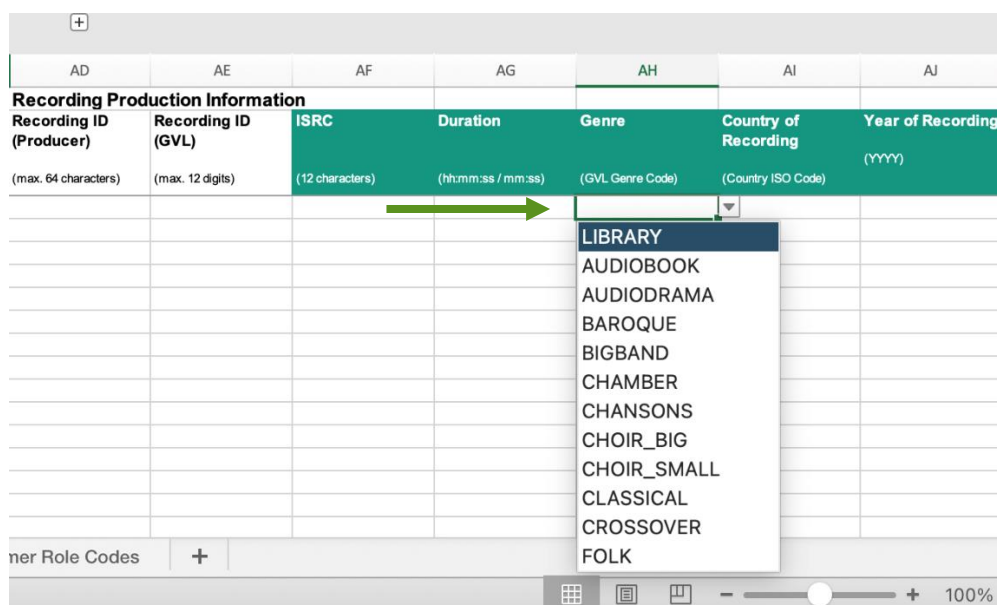 AD AE AF AG AH AI AJ
Recording Production Information
Recording ID (Producer)
(max. 64 characters)
Recording ID (GVL)
(max. 12 digits)
ISRC
(12 characters)
Duration
(hh:mm:ss / mm:ss)
Genre
(GVL Genre Code)
Country of
Recording
(Country ISO Code)
Year of Recording
(YYYY)
LIBRARY
AUDIOBOOK
AUDIODRAMA
BAROQUE
BIGBAND
CHAMBER
CHANSONS
CHOIR_BIG
CHOIR_SMALL
CLASSICAL
CROSSOVER
FOLK
Role Codes
100%